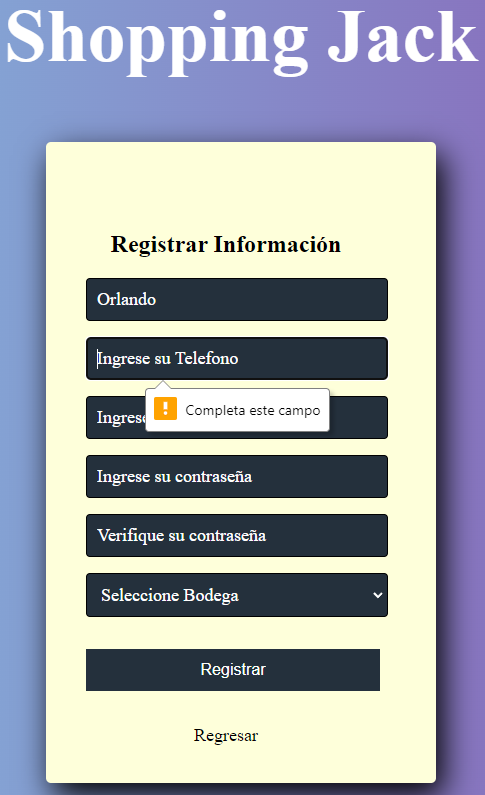 Shopping Jack
Registrar Información
Orlando
Ingrese su Telefono
Completa este campo
Ingrese su contraseña
Verifique su contraseña
Seleccione Bodega
Registrar
Regresar